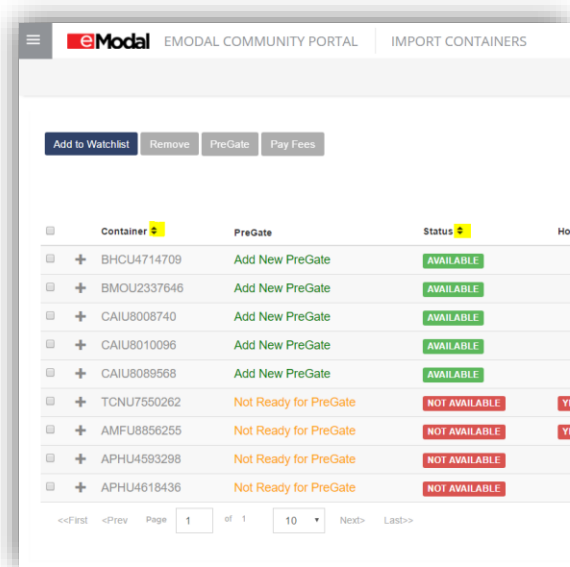 eModal EMODAL COMMUNITY PORTAL IMPORT CONTAINERS
Add to Watchlist Remove PreGate Pay Fees
Container PreGate Status Ho
BHCU4714709 Add New PreGate AVAILABLE
BMOU2337646 Add New PreGate AVAILABLE
CAIU8008740 Add New PreGate AVAILABLE
CAIU8010096 Add New PreGate AVAILABLE
CAIU8089568 Add New PreGate AVAILABLE
TCNU7550262 Not Ready for PreGate NOT AVAILABLE
AMFU8856255 Not Ready for PreGate NOT AVAILABLE
APHU4593298 Not Ready for PreGate NOT AVAILABLE
APHU4618436 Not Ready for PreGate NOT AVAILABLE
<<First <Prev Page 1 of 1 10 Next> Last>>